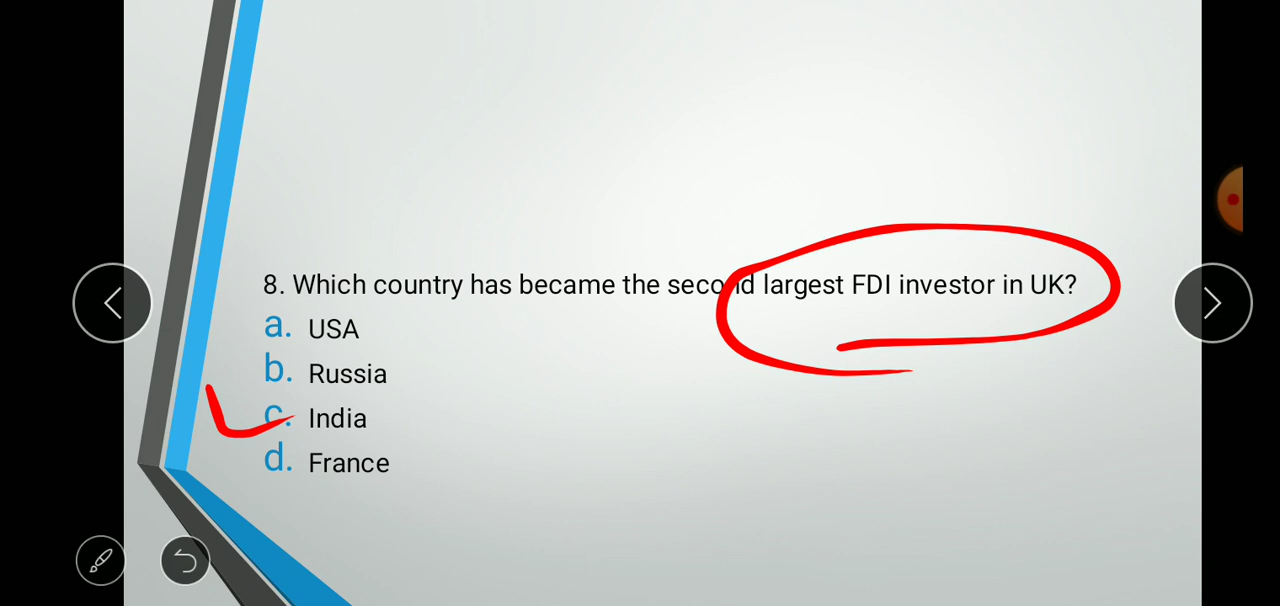 8. Which country has became the second largest FDI investor in UK?
a. USA
b. Russia
c. India
d. France